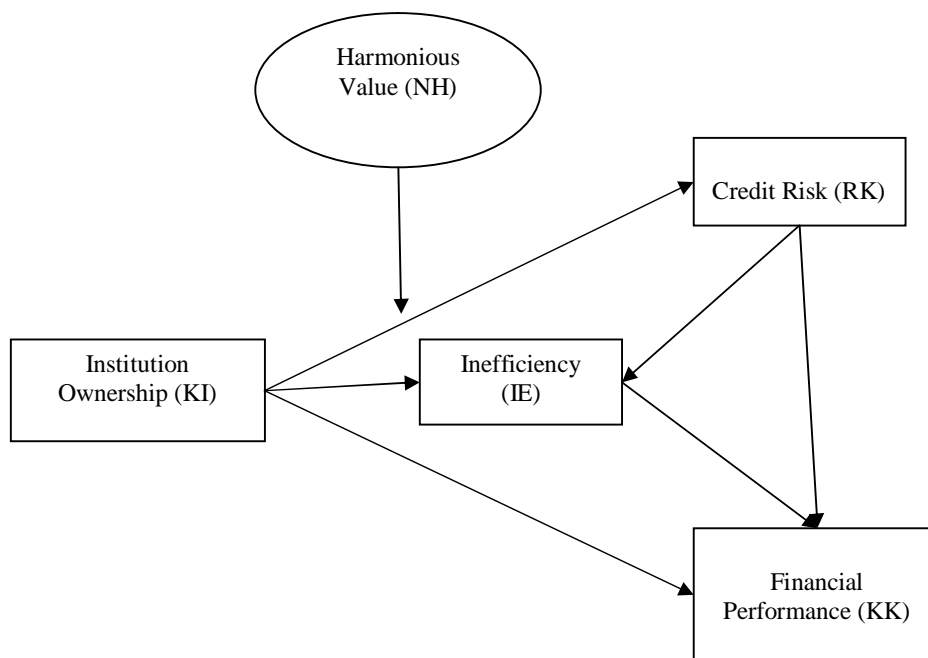 Harmonious
Value (NH)
Credit Risk (RK)
Institution
Ownership (KI)
Inefficiency
(IE)
Financial
Performance (KK)